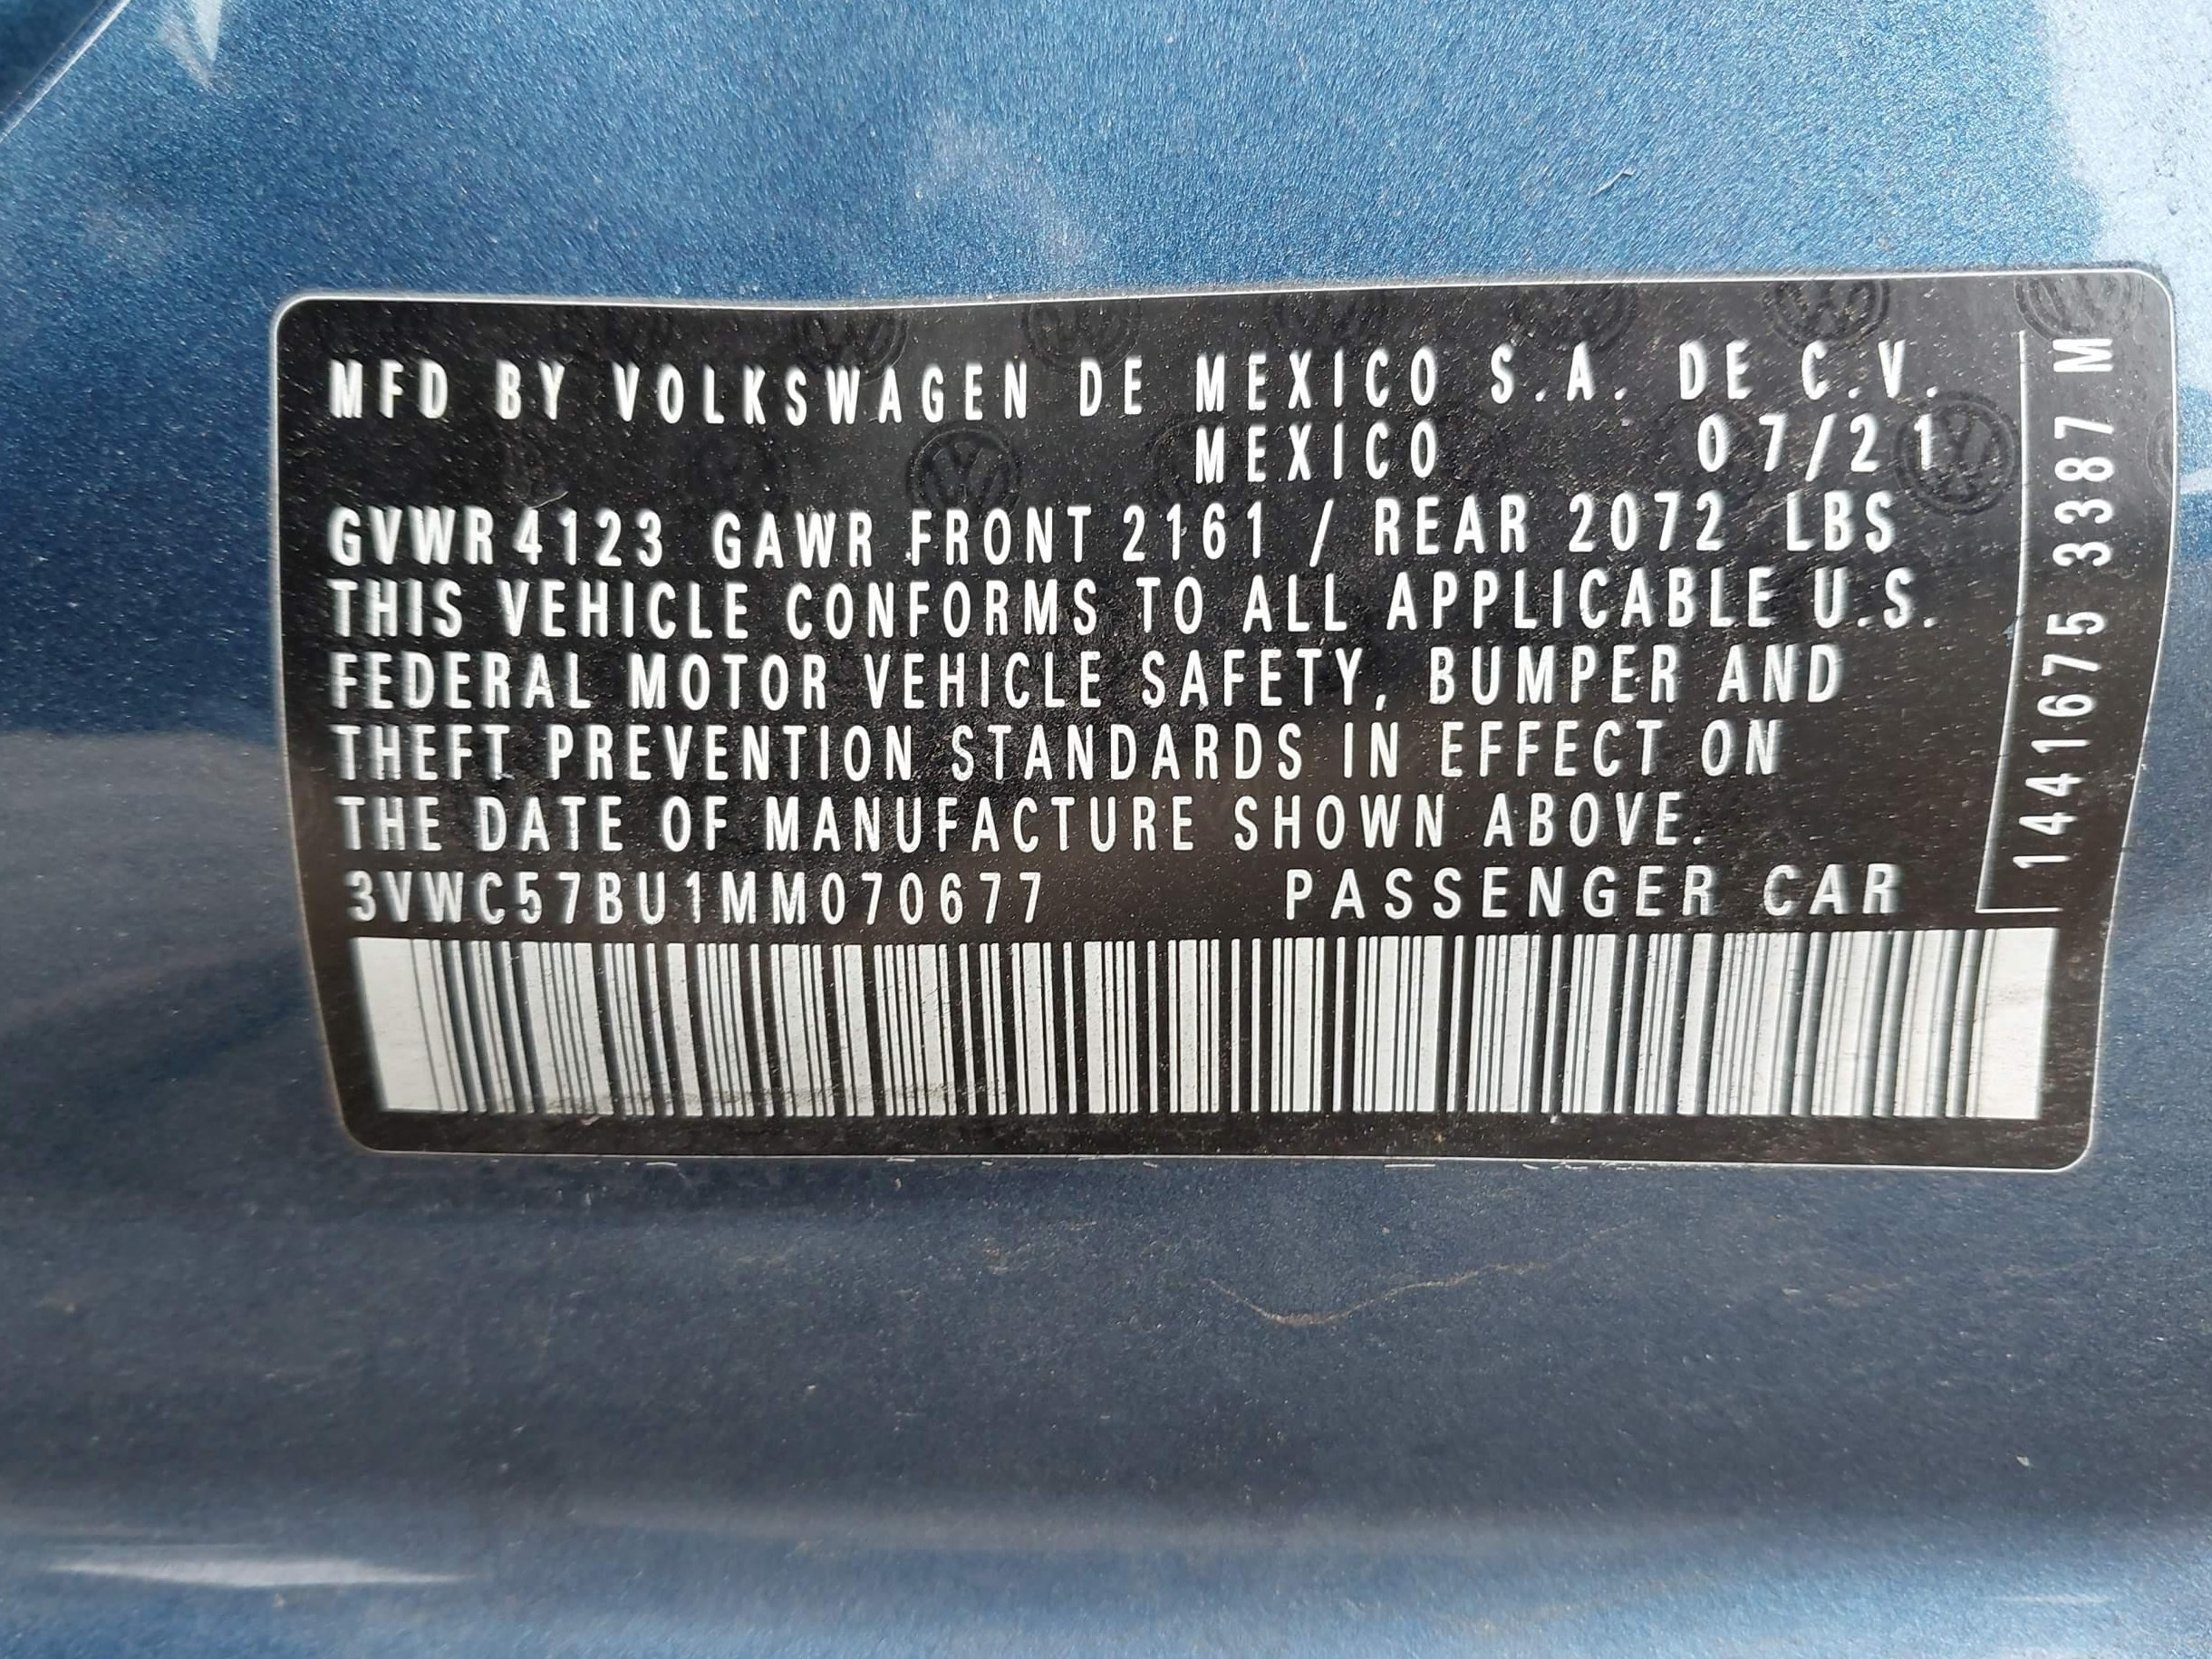 MFD BY VOLKSWAGEN DE MEXICO S.A. DE C.V.
MEXICO 07/21
GVWR 4123 GAWR FRONT 2161 / REAR 2072 LBS
THIS VEHICLE CONFORMS TO ALL APPLICABLE U.S.
FEDERAL MOTOR VEHICLE SAFETY, BUMPER AND
THEFT PREVENTION STANDARDS IN EFFECT ON
THE DATE OF MANUFACTURE SHOWN ABOVE.
3VWC57BU1MM070677 PASSENGER CAR
1441675 3387 M